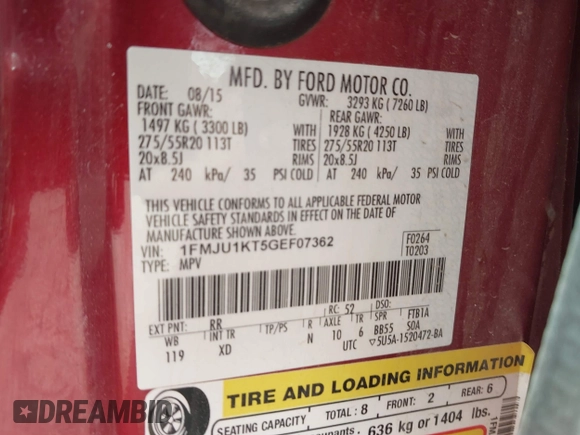 MFD. BY FORD MOTOR CO.
DATE: 08/15 GVWR: 3293 KG (7260 LB)
FRONT GAWR: REAR GAWR:
1497 KG (3300 LB) WITH 1928 KG (4250 LB) WITH
275/55R20 113T TIRES 275/55R20 113T TIRES
20x8.5J RIMS 20x8.5J RIMS
AT 240 kPa/ 35 PSI COLD AT 240 kPa/ 35 PSI COLD
THIS VEHICLE CONFORMS TO ALL APPLICABLE FEDERAL MOTOR
VEHICLE SAFETY STANDARDS IN EFFECT ON THE DATE OF
MANUFACTURE SHOWN ABOVE.
VIN: 1FMJU1KT5GEF07362 F0264
TYPE: MPV T0203
RC: 52 DSO:
EXT PNT: RR AXLE TR SPR FTB1A
WB INT TR TP/PS R N 10 6 BB55 SOA
119 XD UTC ▽5U5A-1520472-BA
TIRE AND LOADING INFORMATION
SEATING CAPACITY TOTAL: 8 FRONT: 2 REAR: 6
636 kg or 1404 lbs.
DREAMBID